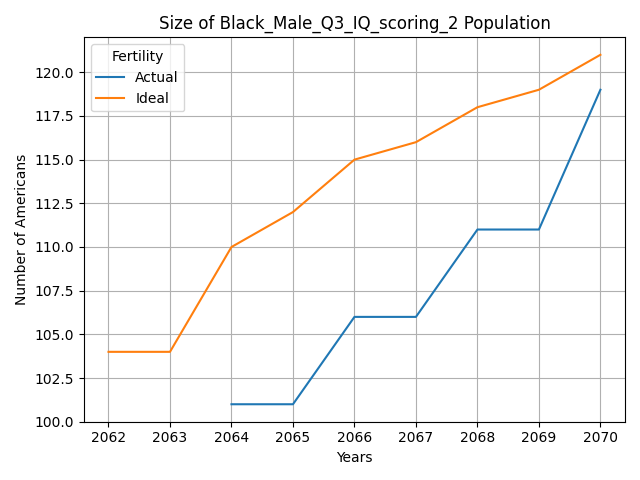 Size of Black_Male_Q3_IQ_scoring_2 Population
Fertility
Actual
Ideal
Number of Americans
120.0
117.5
115.0
112.5
110.0
107.5
105.0
102.5
100.0
2062 2063 2064 2065 2066 2067 2068 2069 2070
Years